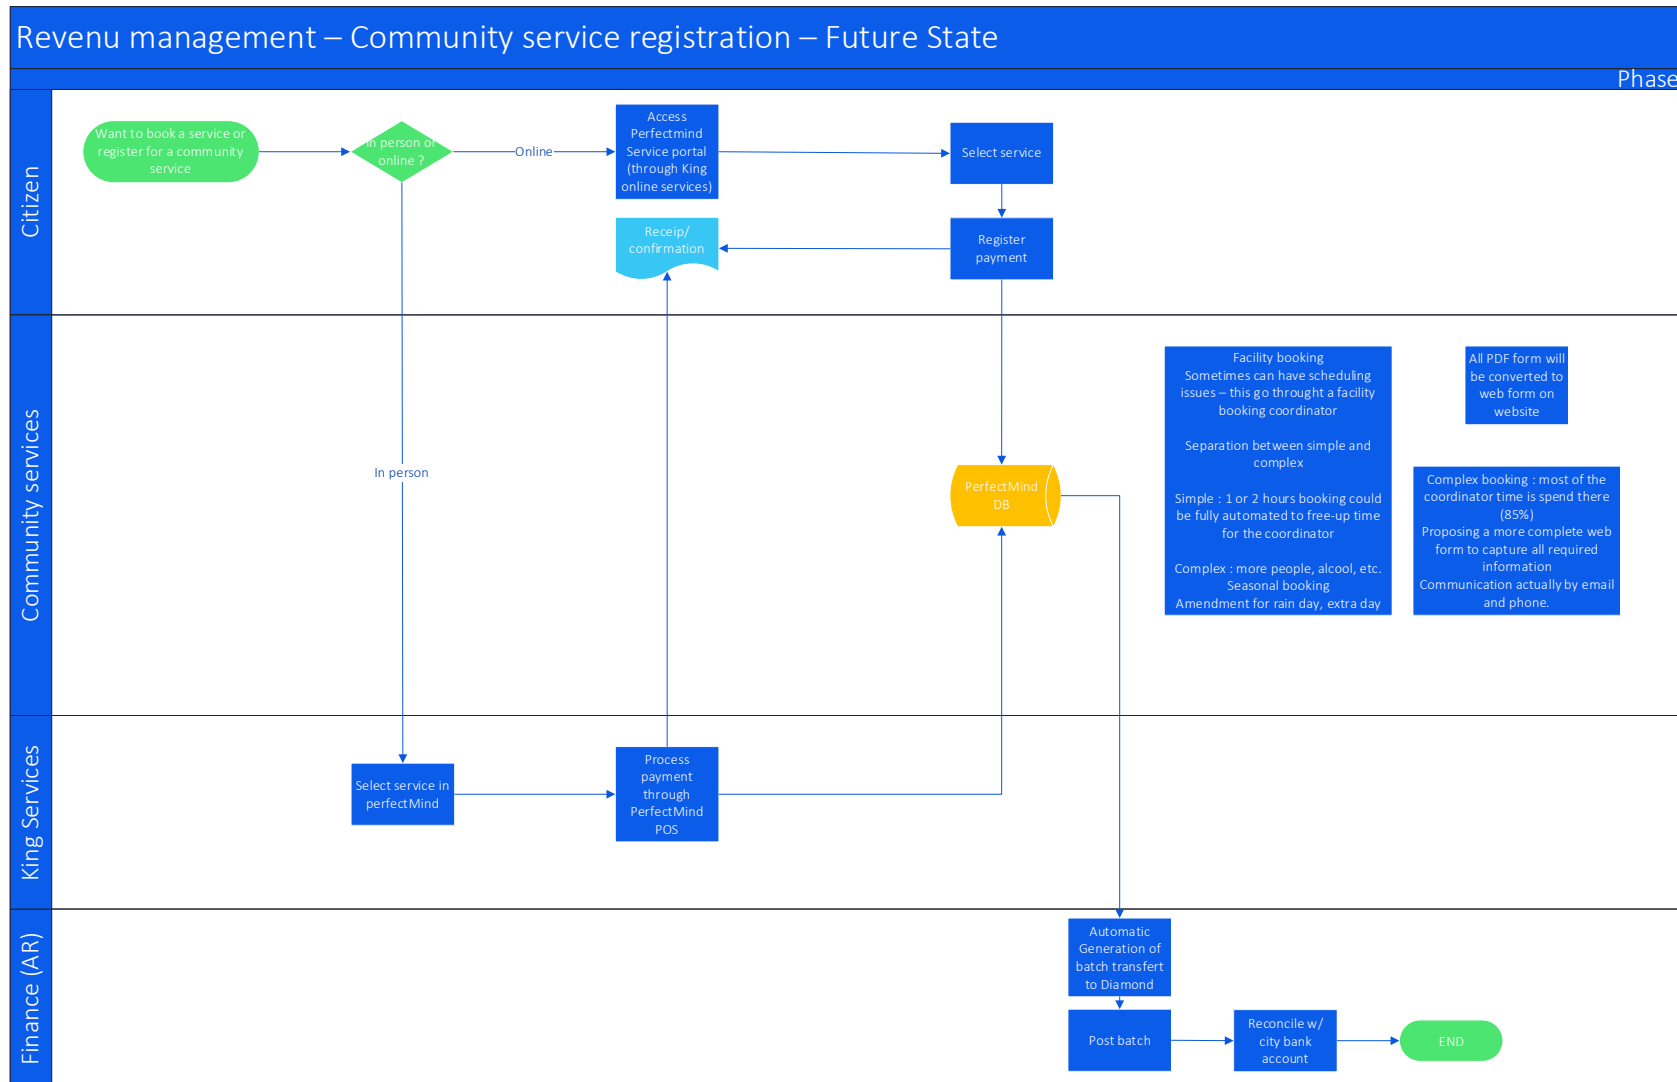 Revenu management – Community service registration – Future State
Phase
Citizen
Want to book a service or
register for a community
service
In person or
online ?
Online
Access
Perfectmind
Service portal
(through King
online services)
Select service
Receip/
confirmation
Register
payment
Community services
In person
PerfectMind
DB
Facility booking
Sometimes can have scheduling
issues – this go throught a facility
booking coordinator
Separation between simple and
complex
Simple : 1 or 2 hours booking could
be fully automated to free-up time
for the coordinator
Complex : more people, alcool, etc.
Seasonal booking
Amendment for rain day, extra day
All PDF form will
be converted to
web form on
website
Complex booking : most of the
coordinator time is spend there
(85%)
Proposing a more complete web
form to capture all required
information
Communication actually by email
and phone.
King Services
Select service in
perfectMind
Process
payment
through
PerfectMind
POS
Finance (AR)
Automatic
Generation of
batch transfert
to Diamond
Post batch
Reconcile w/
city bank
account
END